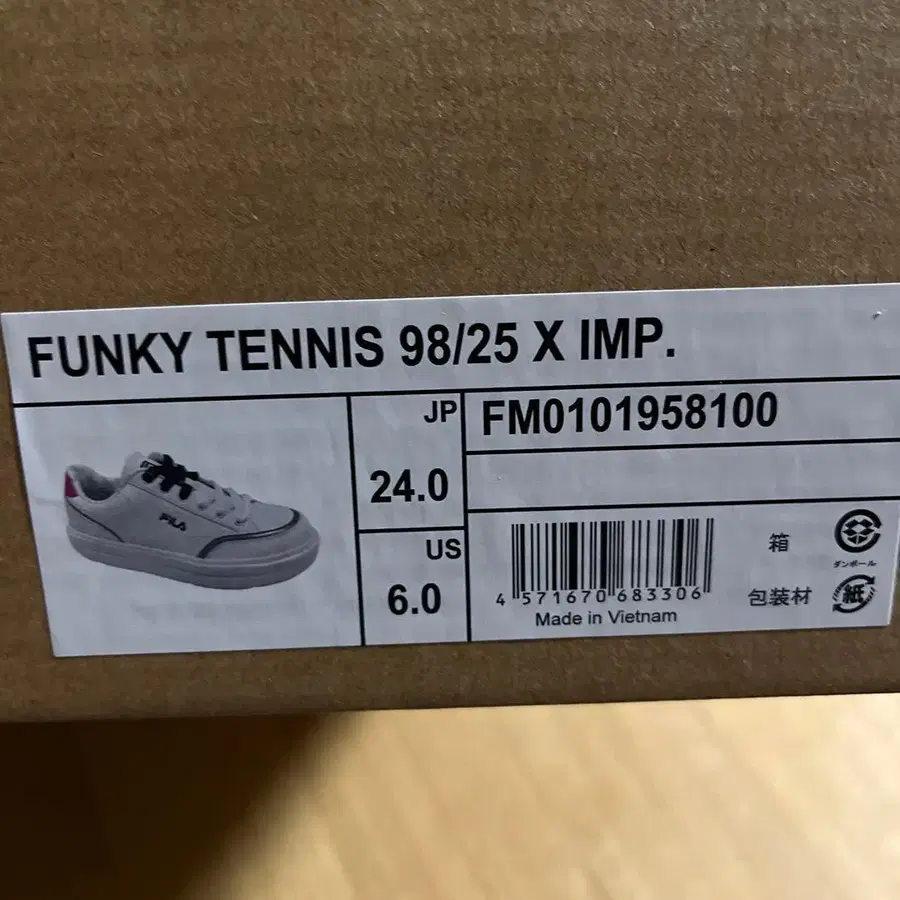 FUNKY TENNIS 98/25 X IMP.
FILA
JP
24.0
US
6.0
FM0101958100
4 571670 683306
Made in Vietnam
箱
ダンボール
包装材
紙